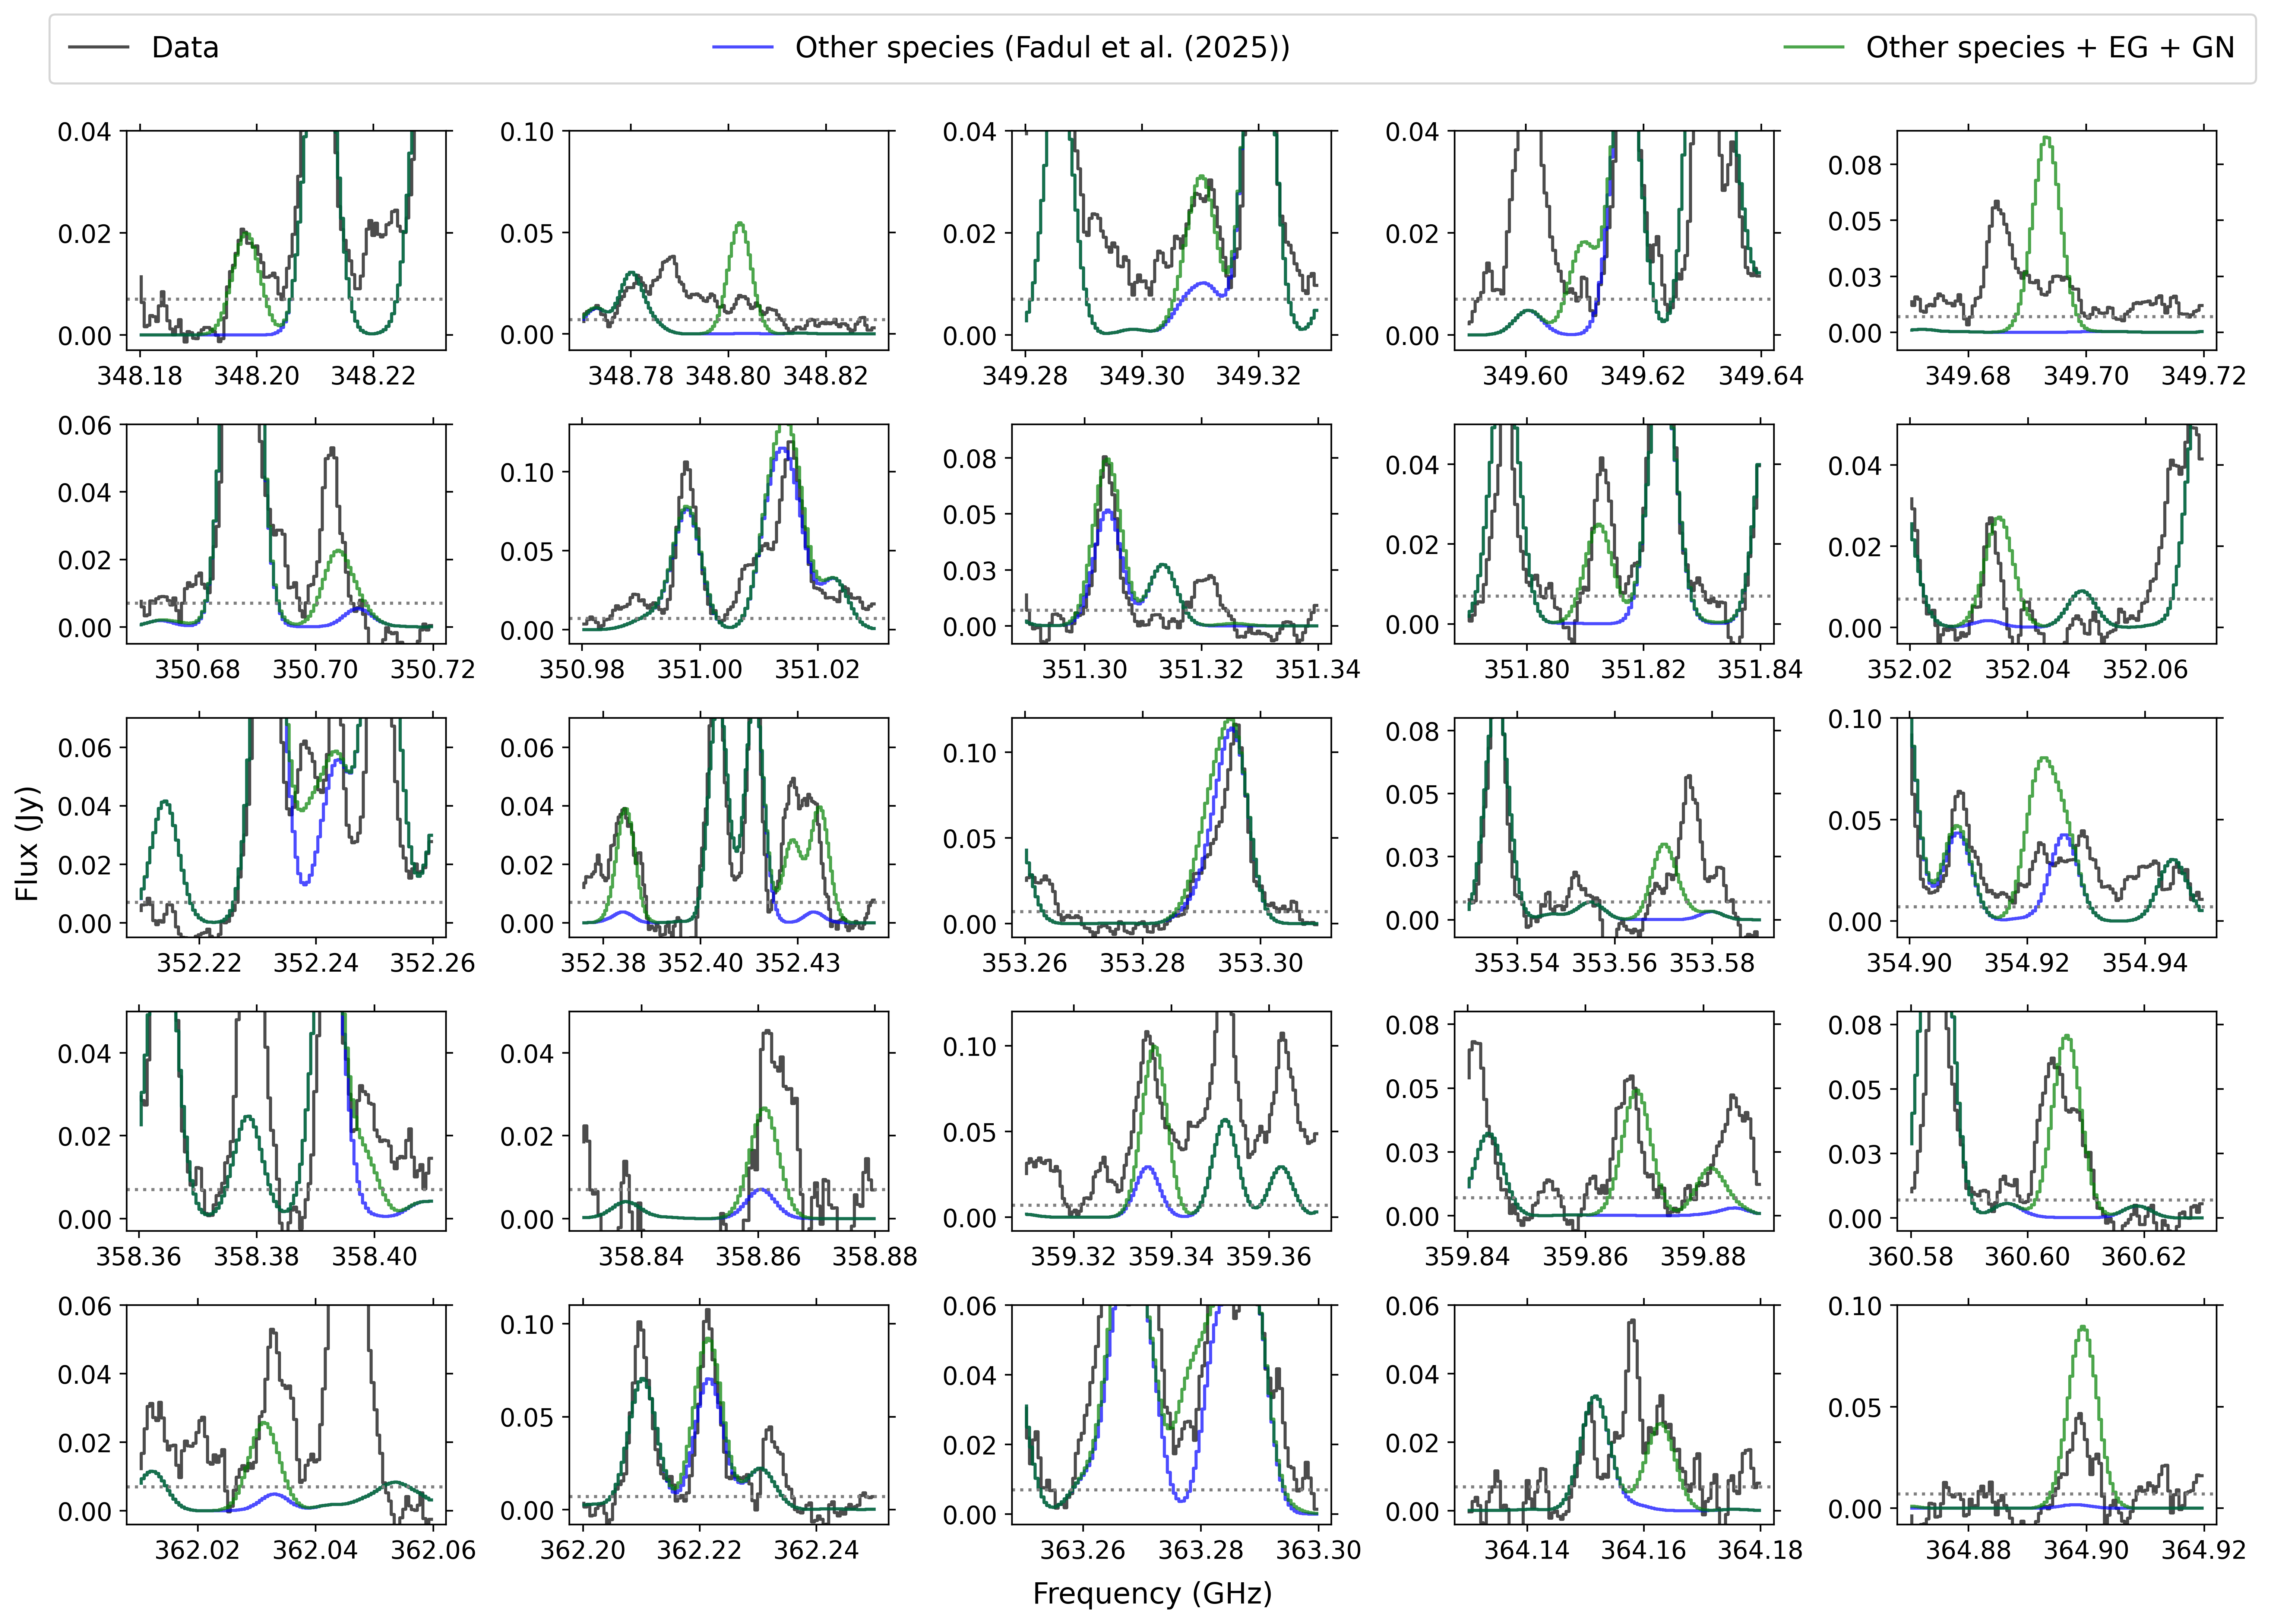 Data Other species (Fadul et al. (2025)) Other species + EG + GN
0.04 0.10 0.04 0.04 0.08
0.02 0.05 0.02 0.02 0.05
0.03
0.00 0.00 0.00 0.00 0.00
348.18 348.20 348.22 348.78 348.80 348.82 349.28 349.30 349.32 349.60 349.62 349.64 349.68 349.70 349.72
0.06 0.10 0.08 0.04 0.04
0.04 0.05 0.05 0.02 0.02
0.02 0.03
0.00 0.00 0.00 0.00 0.00
350.68 350.70 350.72 350.98 351.00 351.02 351.30 351.32 351.34 351.80 351.82 351.84 352.02 352.04 352.06
Flux (Jy)
0.06 0.06 0.10 0.08 0.10
0.04 0.04 0.05 0.05 0.05
0.02 0.02 0.03
0.00 0.00 0.00 0.00 0.00
352.22 352.24 352.26 352.38 352.40 352.43 353.26 353.28 353.30 353.54 353.56 353.58 354.90 354.92 354.94
0.04 0.04 0.10 0.08 0.08
0.02 0.02 0.05 0.05 0.05
0.03 0.03
0.00 0.00 0.00 0.00 0.00
358.36 358.38 358.40 358.84 358.86 358.88 359.32 359.34 359.36 359.84 359.86 359.88 360.58 360.60 360.62
0.06 0.10 0.06 0.06 0.10
0.04 0.05 0.04 0.04 0.05
0.02 0.02 0.02
0.00 0.00 0.00 0.00 0.00
362.02 362.04 362.06 362.20 362.22 362.24 363.26 363.28 363.30 364.14 364.16 364.18 364.88 364.90 364.92
Frequency (GHz)